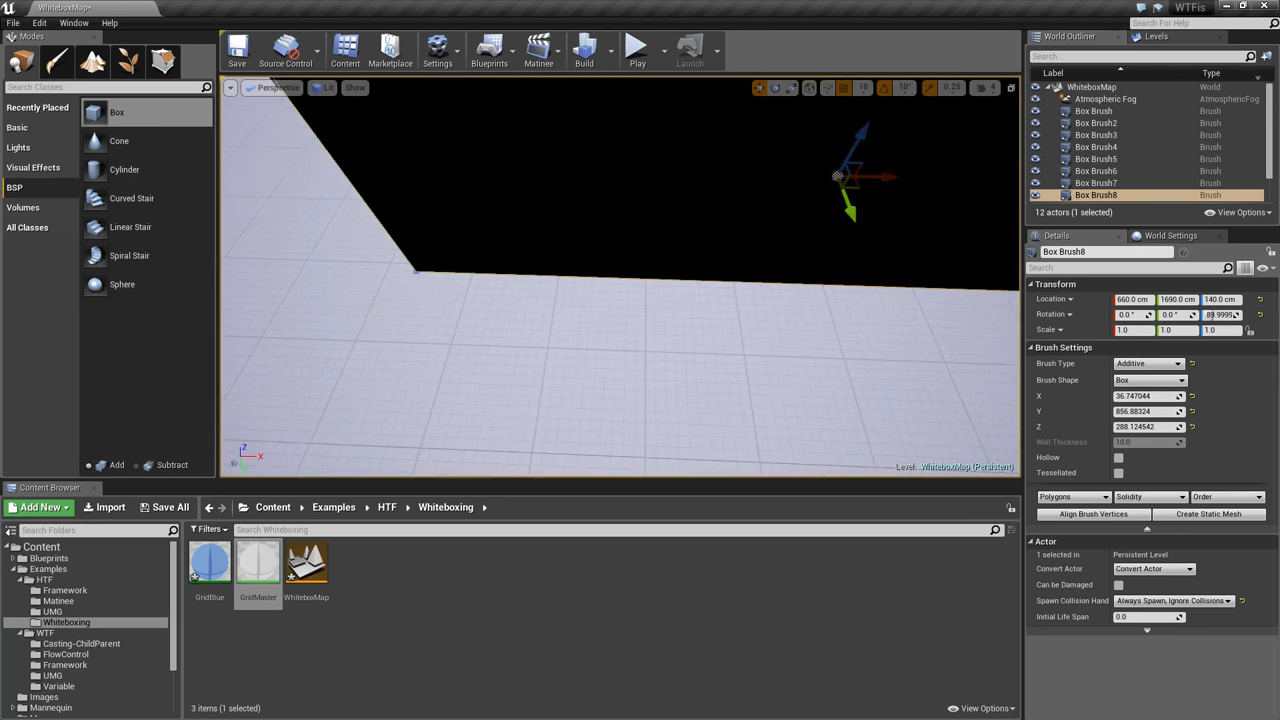 WhiteboxMap*
WTFis
File Edit Window Help
Search For Help
Modes
World Outliner
Levels
Search Classes
Save
Source Control
Content
Marketplace
Settings
Blueprints
Matinee
Build
Play
Launch
Search...
Label
Type
Perspective
Lit
Show
10
10°
0.25
4
WhiteboxMap World
Atmospheric Fog AtmosphericFog
Box Brush Brush
Box Brush2 Brush
Box Brush3 Brush
Box Brush4 Brush
Box Brush5 Brush
Box Brush6 Brush
Box Brush7 Brush
Box Brush8 Brush
12 actors (1 selected)
View Options
Recently Placed
Basic
Lights
Visual Effects
BSP
Volumes
All Classes
Box
Cone
Cylinder
Curved Stair
Linear Stair
Spiral Stair
Sphere
Add
Subtract
Z
X
Level: WhiteboxMap (Persistent)
Details
World Settings
Box Brush8
Search
Transform
Location 660.0 cm 1690.0 cm 140.0 cm
Rotation 0.0 ° 0.0 ° 89.9999
Scale 1.0 1.0 1.0
Brush Settings
Brush Type Additive
Brush Shape Box
X 36.747044
Y 856.88324
Z 288.124542
Wall Thickness 10.0
Hollow
Tessellated
Polygons Solidity Order
Align Brush Vertices Create Static Mesh
Actor
1 selected in Persistent Level
Convert Actor Convert Actor
Can be Damaged
Spawn Collision Hand Always Spawn, Ignore Collisions
Initial Life Span 0.0
Content Browser
Add New Import Save All
Content Examples HTF Whiteboxing
Search Folders
Filters
Search Whiteboxing
Content
Blueprints
Examples
HTF
Framework
Matinee
UMG
Whiteboxing
WTF
Casting-ChildParent
FlowControl
Framework
UMG
Variable
Images
Mannequin
GridBlue
GridMaster
WhiteboxMap
3 items (1 selected)
View Options